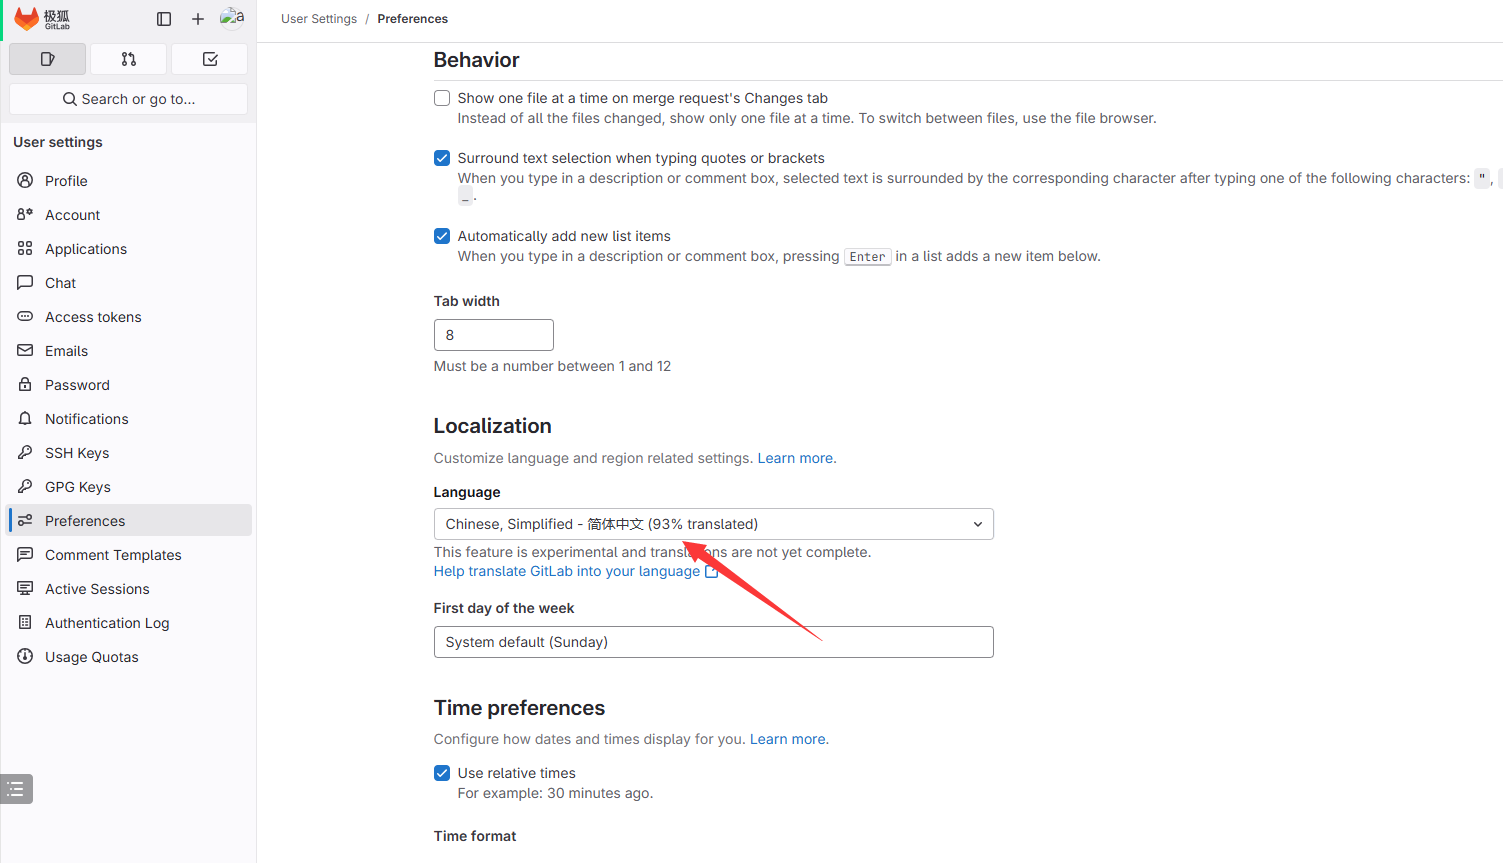 极狐
GitLab
a
User Settings / Preferences
Search or go to...
User settings
Profile
Account
Applications
Chat
Access tokens
Emails
Password
Notifications
SSH Keys
GPG Keys
Preferences
Comment Templates
Active Sessions
Authentication Log
Usage Quotas
Behavior
Show one file at a time on merge request's Changes tab
Instead of all the files changed, show only one file at a time. To switch between files, use the file browser.
Surround text selection when typing quotes or brackets
When you type in a description or comment box, selected text is surrounded by the corresponding character after typing one of the following characters: ",
_.
Automatically add new list items
When you type in a description or comment box, pressing Enter in a list adds a new item below.
Tab width
8
Must be a number between 1 and 12
Localization
Customize language and region related settings. Learn more.
Language
Chinese, Simplified - 简体中文 (93% translated)
This feature is experimental and translations are not yet complete.
Help translate GitLab into your language
First day of the week
System default (Sunday)
Time preferences
Configure how dates and times display for you. Learn more.
Use relative times
For example: 30 minutes ago.
Time format